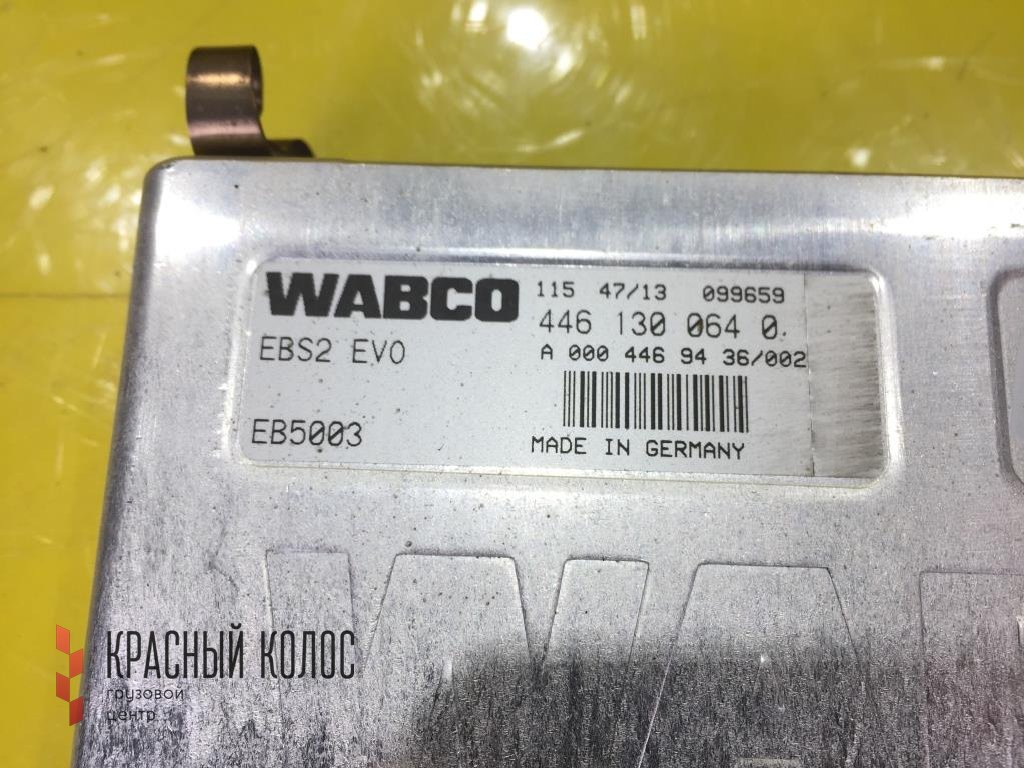 WABCO
115 47/13 099659
446 130 064 0.
EBS2 EVO
A 000 446 94 36/002
EB5003
MADE IN GERMANY
КРАСНЫЙ КОЛОС
грузовой
центр